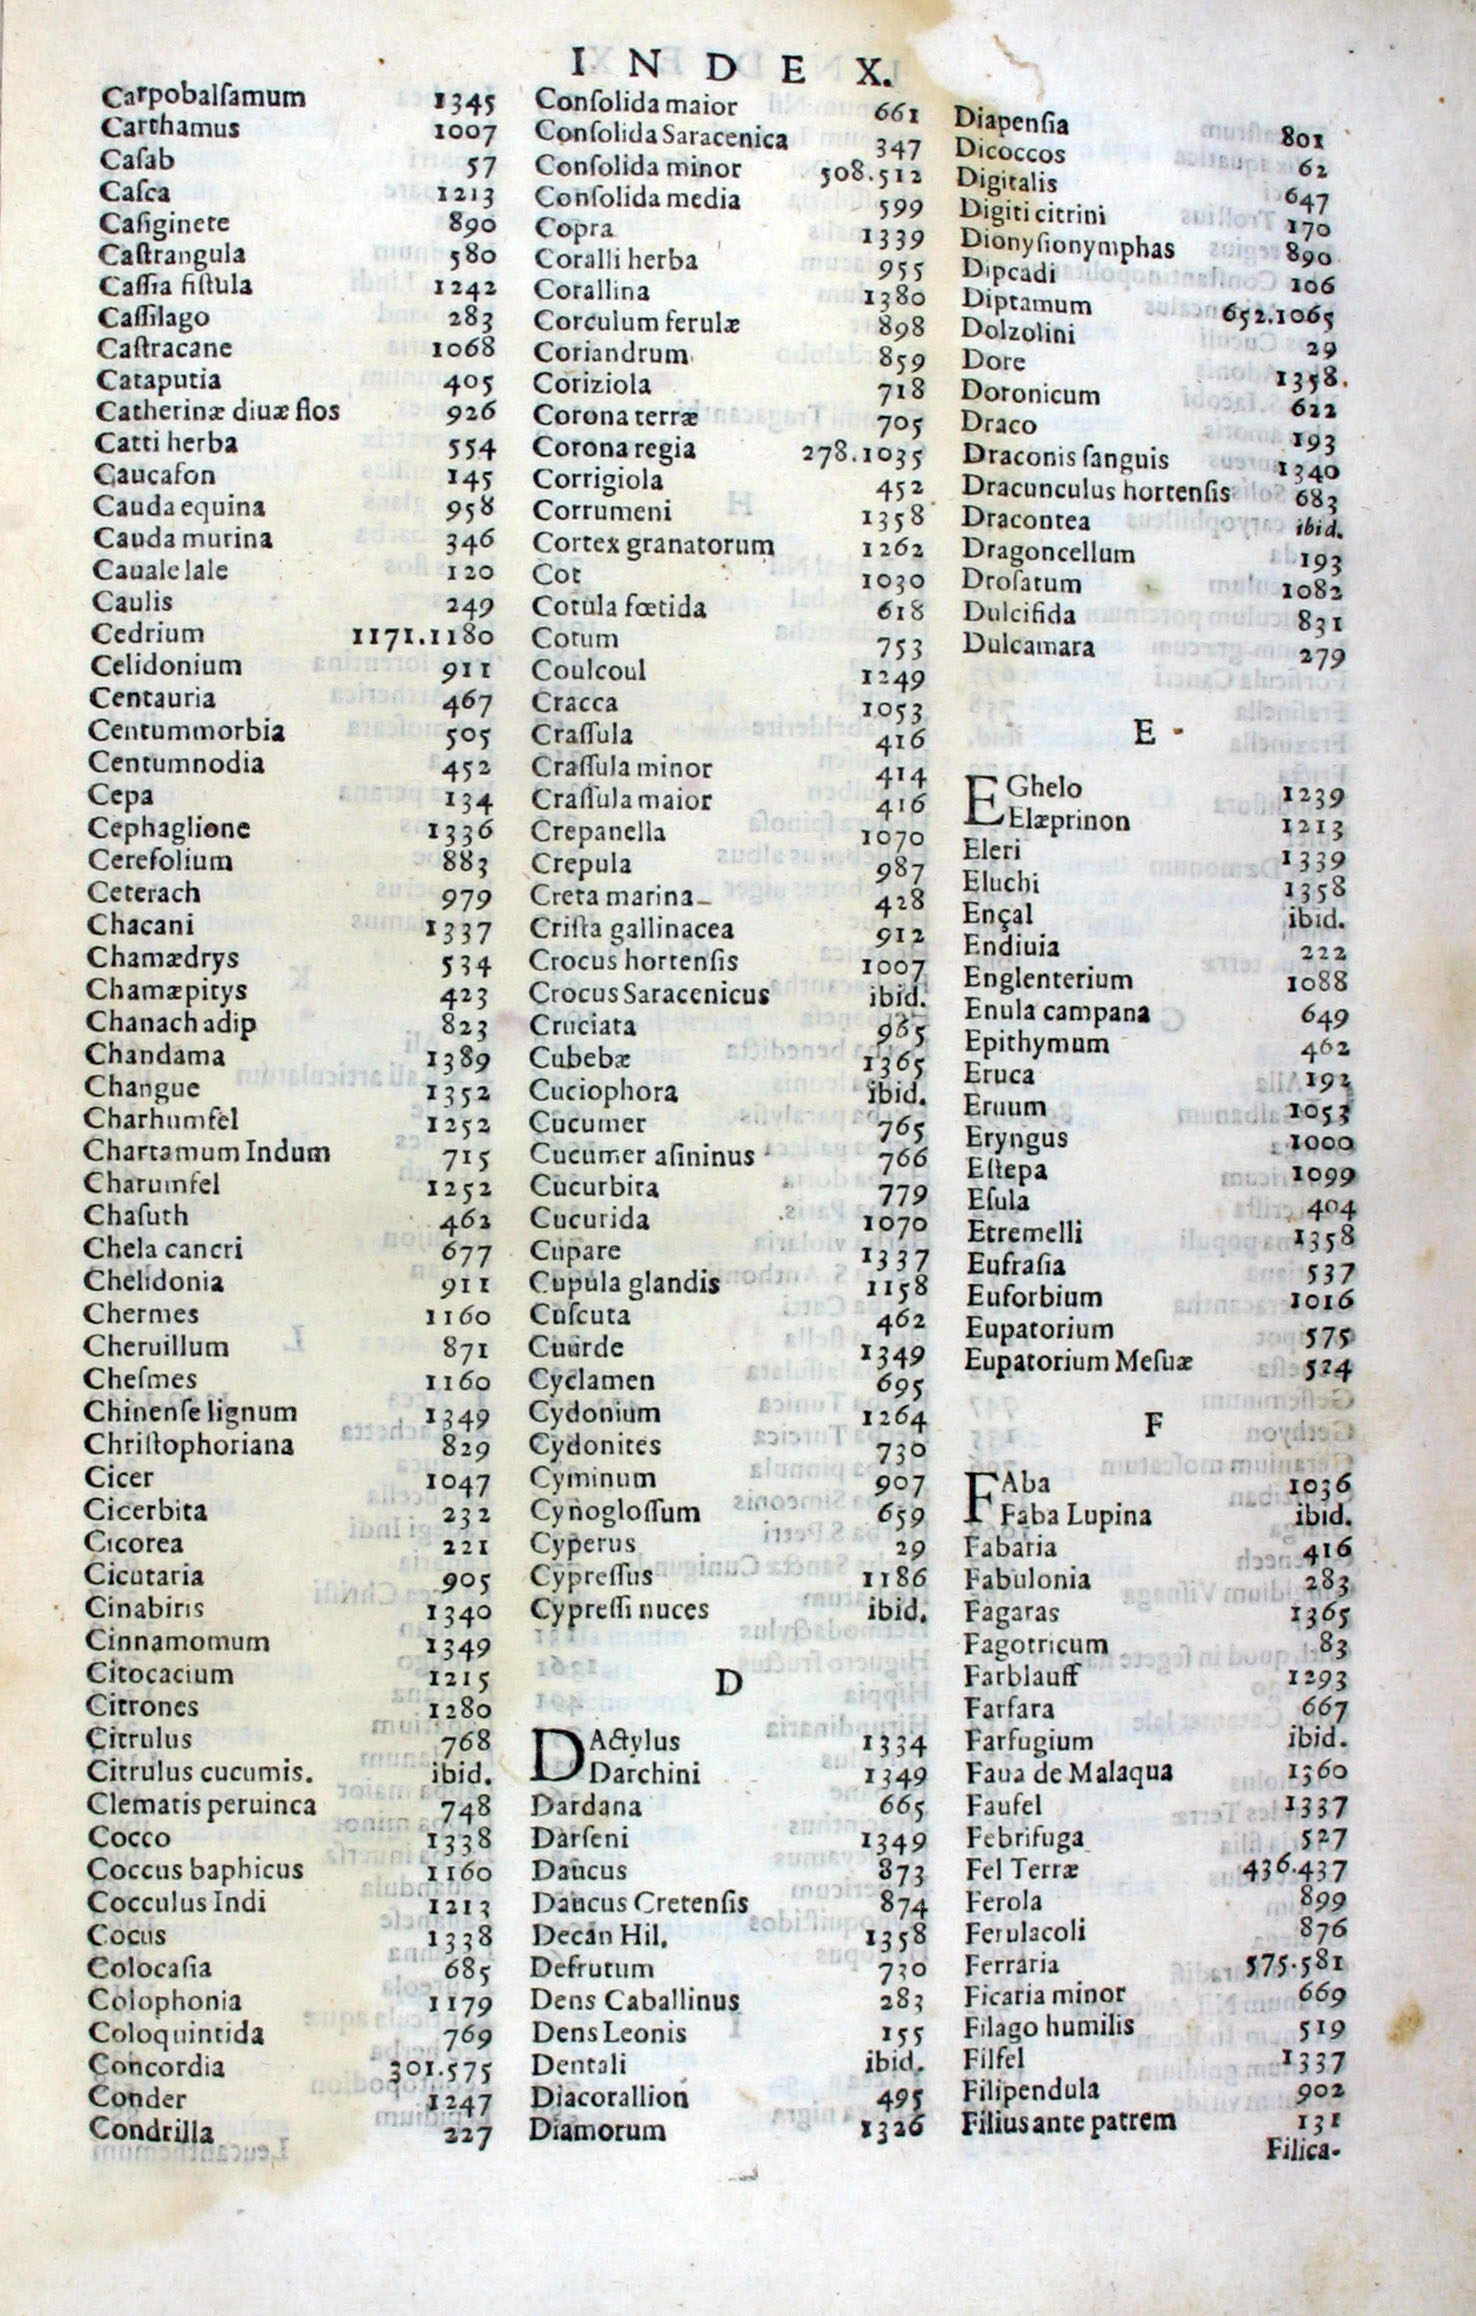 INDEX.
Carpobalſamum 1345
Carthamus 1007
Caſab 57
Caſca 1213
Caſiginete 890
Caſtrangula 580
Caſſia fiſtula 1242
Caſſilago 283
Caſtracane 1068
Cataputia 405
Catherinæ diuæ flos 926
Catti herba 554
Caucafon 145
Cauda equina 958
Cauda murina 346
Cauale lale 120
Caulis 249
Cedrium 1171.1180
Celidonium 911
Centauria 467
Centummorbia 505
Centumnodia 452
Cepa 134
Cephaglione 1336
Cerefolium 883
Ceterach 979
Chacani 1337
Chamædrys 534
Chamæpitys 423
Chanach adip 823
Chandama 1389
Changue 1352
Charhumfel 1252
Chartamum Indum 715
Charumfel 1252
Chaſuth 462
Chela cancri 677
Chelidonia 911
Chermes 1160
Cheruillum 871
Cheſmes 1160
Chinenſe lignum 1349
Chriſtophoriana 829
Cicer 1047
Cicerbita 232
Cicorea 221
Cicutaria 905
Cinabiris 1340
Cinnamomum 1349
Citocacium 1215
Citrones 1280
Citrulus 768
Citrulus cucumis. ibid.
Clematis peruinca 748
Cocco 1338
Coccus baphicus 1160
Cocculus Indi 1213
Cocus 1338
Colocaſia 685
Colophonia 1179
Coloquintida 769
Concordia 301.575
Conder 1247
Condrilla 227
Conſolida maior 661
Conſolida Saracenica 347
Conſolida minor 508.512
Conſolida media 599
Copra 1339
Coralli herba 955
Corallina 1380
Corculum ferulæ 898
Coriandrum 859
Coriziola 718
Corona terræ 705
Corona regia 278.1035
Corrigiola 452
Corrumeni 1358
Cortex granatorum 1262
Cot 1030
Cotula fœtida 618
Cotum 753
Coulcoul 1249
Cracca 1053
Craſſula 416
Craſſula minor 414
Craſſula maior 416
Crepanella 1070
Crepula 987
Creta marina 428
Criſta gallinacea 912
Crocus hortenſis 1007
Crocus Saracenicus ibid.
Cruciata 965
Cubebæ 1365
Cuciophora ibid.
Cucumer 765
Cucumer aſininus 766
Cucurbita 779
Cucurida 1070
Cupare 1337
Cupula glandis 1158
Cuſcuta 462
Cuurde 1349
Cyclamen 695
Cydonium 1264
Cydonites 730
Cyminum 907
Cynogloſſum 659
Cyperus 29
Cypreſſus 1186
Cypreſſi nuces ibid.
D
DActylus 1334
Darchini 1349
Dardana 665
Darſeni 1349
Daucus 873
Daucus Cretenſis 874
Decan Hil. 1358
Defrutum 730
Dens Caballinus 283
Dens Leonis 155
Dentali ibid.
Diacorallion 495
Diamorum 1326
Diapenſia 801
Dicoccos 62
Digitalis 647
Digiti citrini 170
Dionyſionymphas 890
Dipcadi 106
Diptamum 652.1065
Dolzolini 29
Dore 1358.
Doronicum 622
Draco 193
Draconis ſanguis 1340
Dracunculus hortenſis 683
Dracontea ibid.
Dragoncellum 193
Droſatum 1082
Dulcifida 831
Dulcamara 279
E
EGhelo 1239
Elæprinon 1213
Eleri 1339
Eluchi 1358
Ençal ibid.
Endiuia 222
Englenterium 1088
Enula campana 649
Epithymum 462
Eruca 192
Eruum 1053
Eryngus 1000
Eſtepa 1099
Eſula 404
Etremelli 1358
Eufraſia 537
Euforbium 1016
Eupatorium 575
Eupatorium Meſuæ 524
F
FAba 1036
Faba Lupina ibid.
Fabaria 416
Fabulonia 283
Fagaras 1365
Fagotricum 83
Farblauff 1293
Farfara 667
Farfugium ibid.
Faua de Malaqua 1360
Faufel 1337
Febrifuga 527
Fel Terræ 436.437
Ferola 899
Ferulacoli 876
Ferraria 575.581
Ficaria minor 669
Filago humilis 519
Filfel 1337
Filipendula 902
Filius ante patrem 131
Filica-